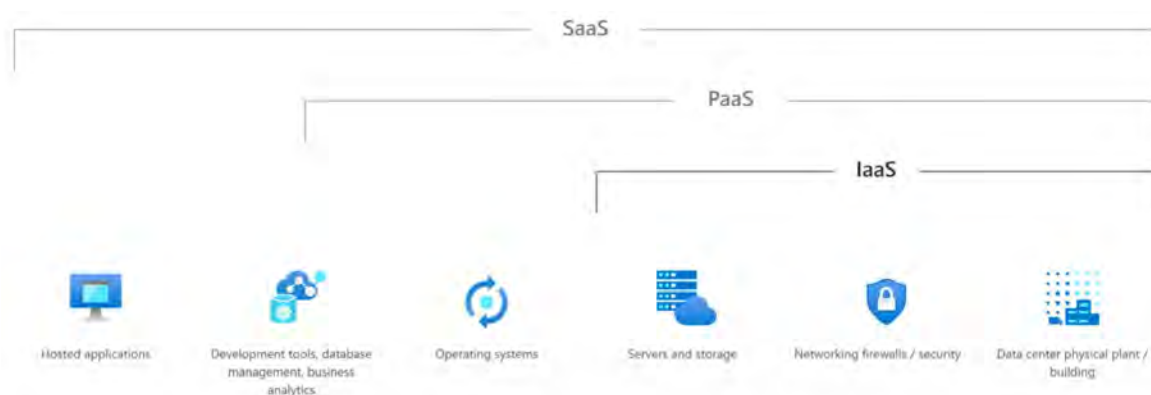 SaaS
PaaS
IaaS
Hosted applications
Development tools, database
management, business
analytics
Operating systems
Servers and storage
Networking firewalls / security
Data center physical plant /
building